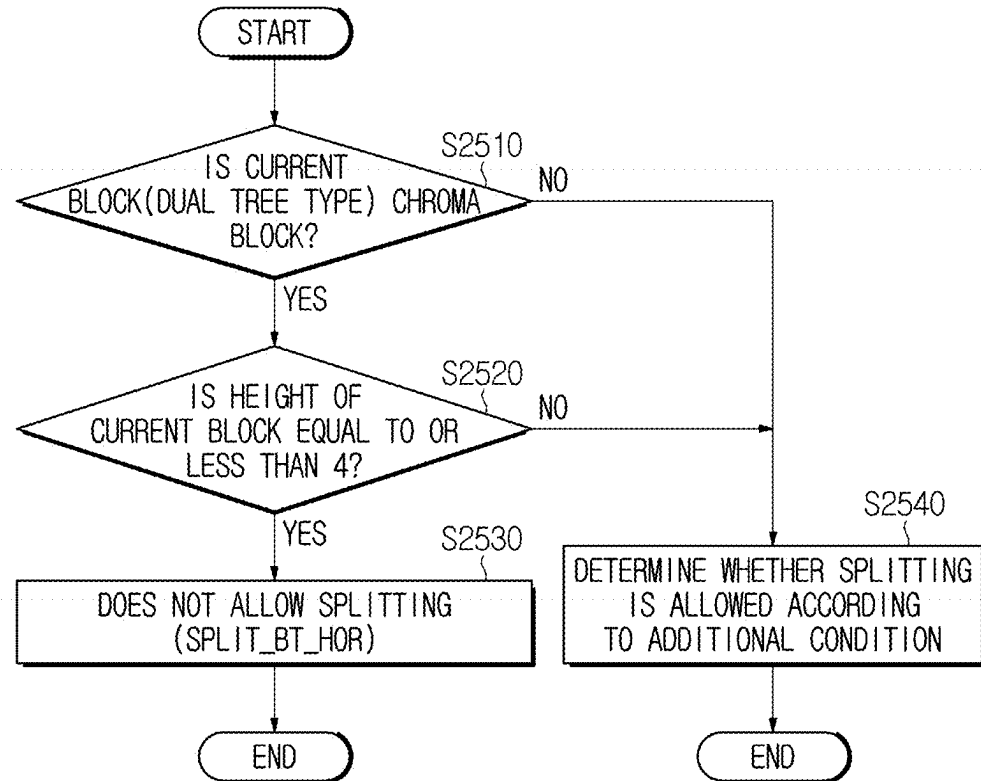 START
S2510
IS CURRENT
BLOCK(DUAL TREE TYPE) CHROMA
BLOCK?
NO
YES
S2520
IS HEIGHT OF
CURRENT BLOCK EQUAL TO OR
LESS THAN 4?
NO
YES
S2530
DOES NOT ALLOW SPLITTING
(SPLIT_BT_HOR)
S2540
DETERMINE WHETHER SPLITTING
IS ALLOWED ACCORDING
TO ADDITIONAL CONDITION
END
END